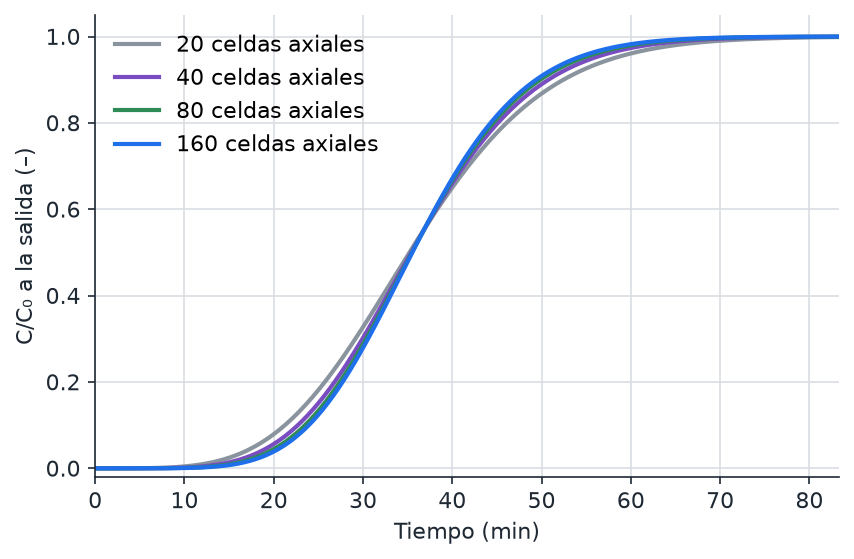 20 celdas axiales
40 celdas axiales
80 celdas axiales
160 celdas axiales
C/C₀ a la salida (–)
1.0
0.8
0.6
0.4
0.2
0.0
0 10 20 30 40 50 60 70 80
Tiempo (min)